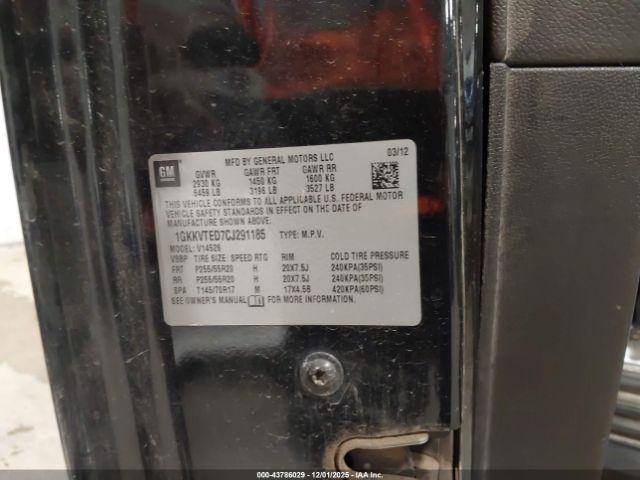 GM
MFD BY GENERAL MOTORS LLC 03/12
GVWR GAWR FRT GAWR RR
2930 KG 1450 KG 1600 KG
6459 LB 3196 LB 3527 LB
THIS VEHICLE CONFORMS TO ALL APPLICABLE U.S. FEDERAL MOTOR
VEHICLE SAFETY STANDARDS IN EFFECT ON THE DATE OF
MANUFACTURE SHOWN ABOVE.
1GKKVTED7CJ291185 TYPE: M.P.V.
MODEL: V14526
VBBP TIRE SIZE SPEED RTG RIM COLD TIRE PRESSURE
FRT P255/55R20 H 20X7.5J 240KPA(35PSI)
RR P255/55R20 H 20X7.5J 240KPA(35PSI)
SPA T145/70R17 M 17X4.5B 420KPA(60PSI)
SEE OWNER'S MANUAL FOR MORE INFORMATION.
000-43786029 - 12/01/2025 - IAA Holdings, LLC